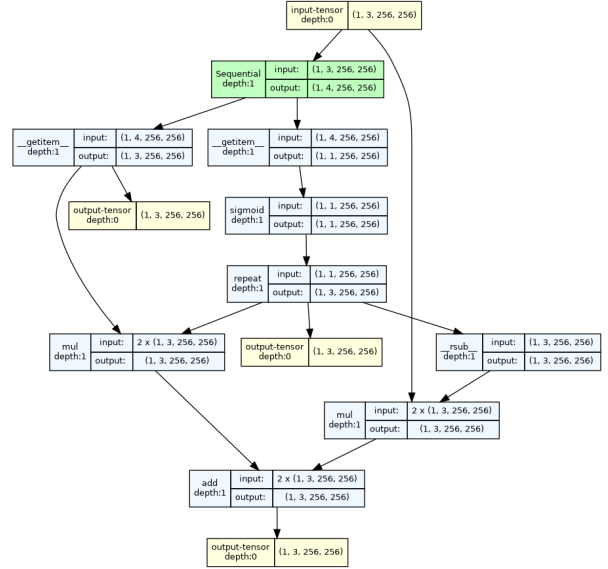 input-tensor
depth:0
(1, 3, 256, 256)
Sequential
depth:1
input:
(1, 3, 256, 256)
output:
(1, 4, 256, 256)
__getitem__
depth:1
input:
(1, 4, 256, 256)
output:
(1, 3, 256, 256)
__getitem__
depth:1
input:
(1, 4, 256, 256)
output:
(1, 1, 256, 256)
output-tensor
depth:0
(1, 3, 256, 256)
sigmoid
depth:1
input:
(1, 1, 256, 256)
output:
(1, 1, 256, 256)
repeat
depth:1
input:
(1, 1, 256, 256)
output:
(1, 3, 256, 256)
mul
depth:1
input:
2 x (1, 3, 256, 256)
output:
(1, 3, 256, 256)
output-tensor
depth:0
(1, 3, 256, 256)
__rsub__
depth:1
input:
(1, 3, 256, 256)
output:
(1, 3, 256, 256)
mul
depth:1
input:
2 x (1, 3, 256, 256)
output:
(1, 3, 256, 256)
add
depth:1
input:
2 x (1, 3, 256, 256)
output:
(1, 3, 256, 256)
output-tensor
depth:0
(1, 3, 256, 256)